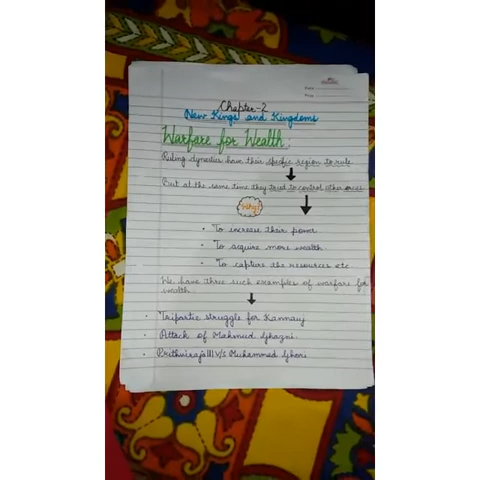 Date
Page
Chapter-2
New Kings and Kingdoms
Warfare for Wealth:
Ruling dynasties have their specific region to rule
But at the same time they tried to control other areas
Why?
• To increase their power
• To acquire more wealth
• To capture the resources etc
We have three such examples of warfare for
wealth
• Tripartite struggle for Kannauj
• Attack of Mahmud Ghazni
• Prithviraj III V/s Muhammed Ghori